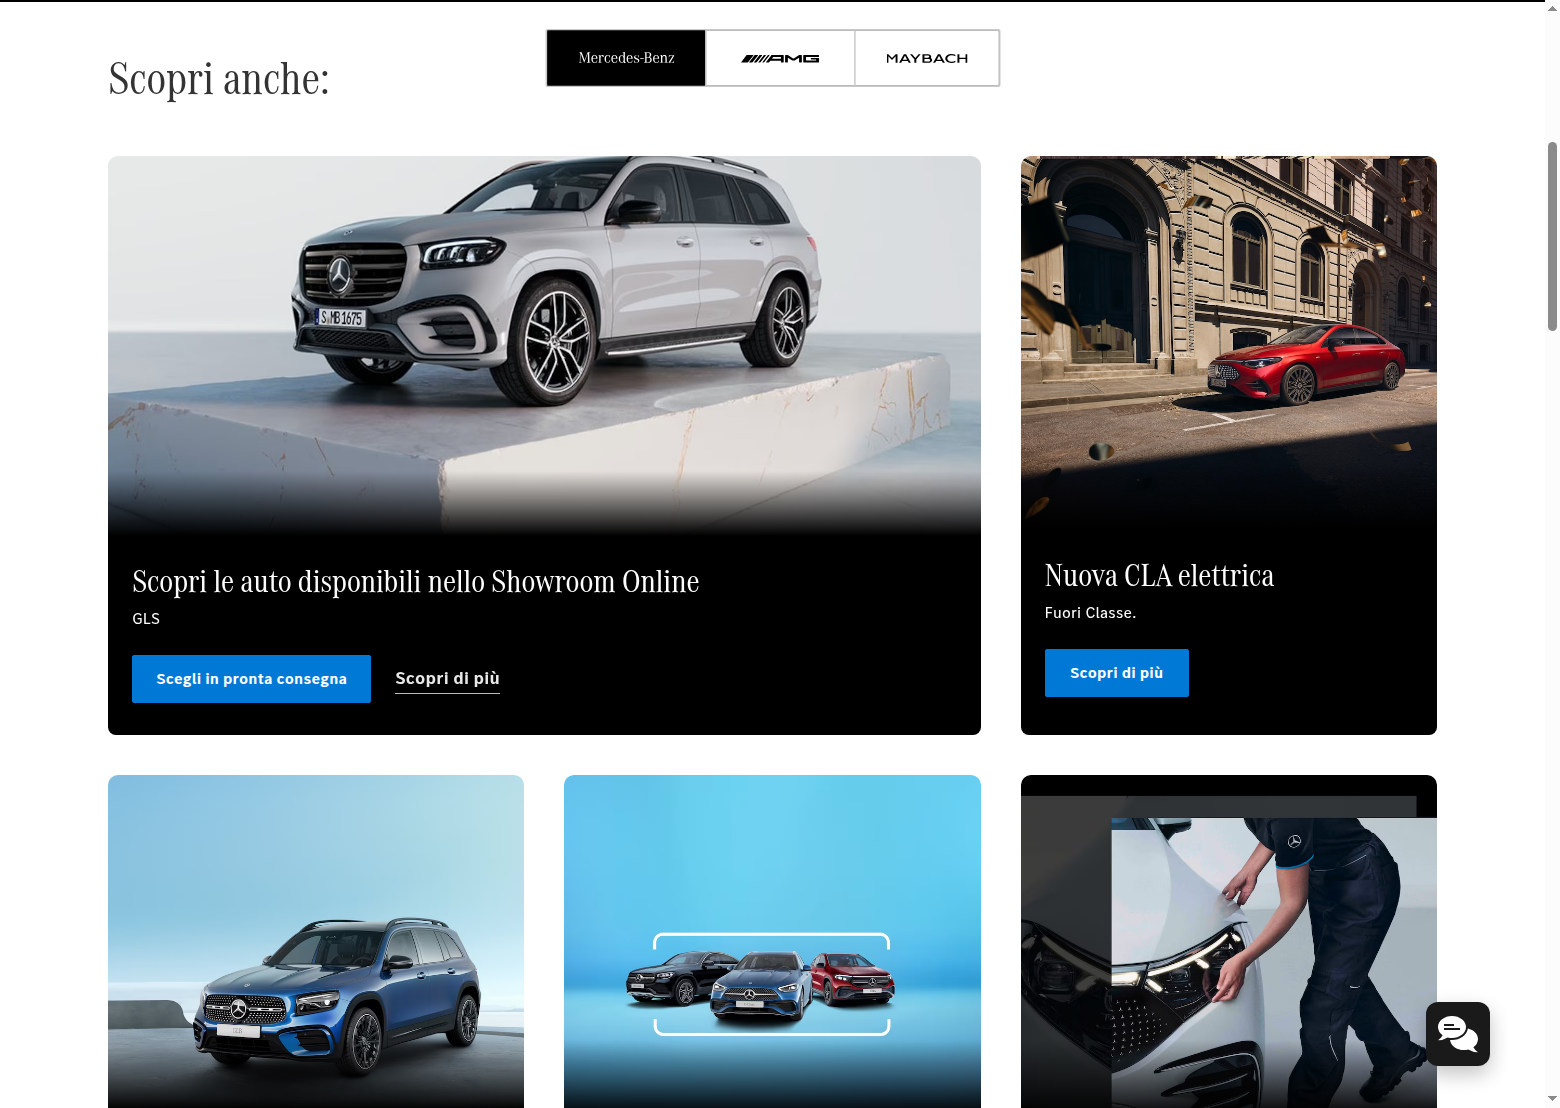 Scopri anche:
Mercedes-Benz
AMG
MAYBACH
S MB 1675
Scopri le auto disponibili nello Showroom Online
GLS
Scegli in pronta consegna
Scopri di più
Nuova CLA elettrica
Fuori Classe.
Scopri di più